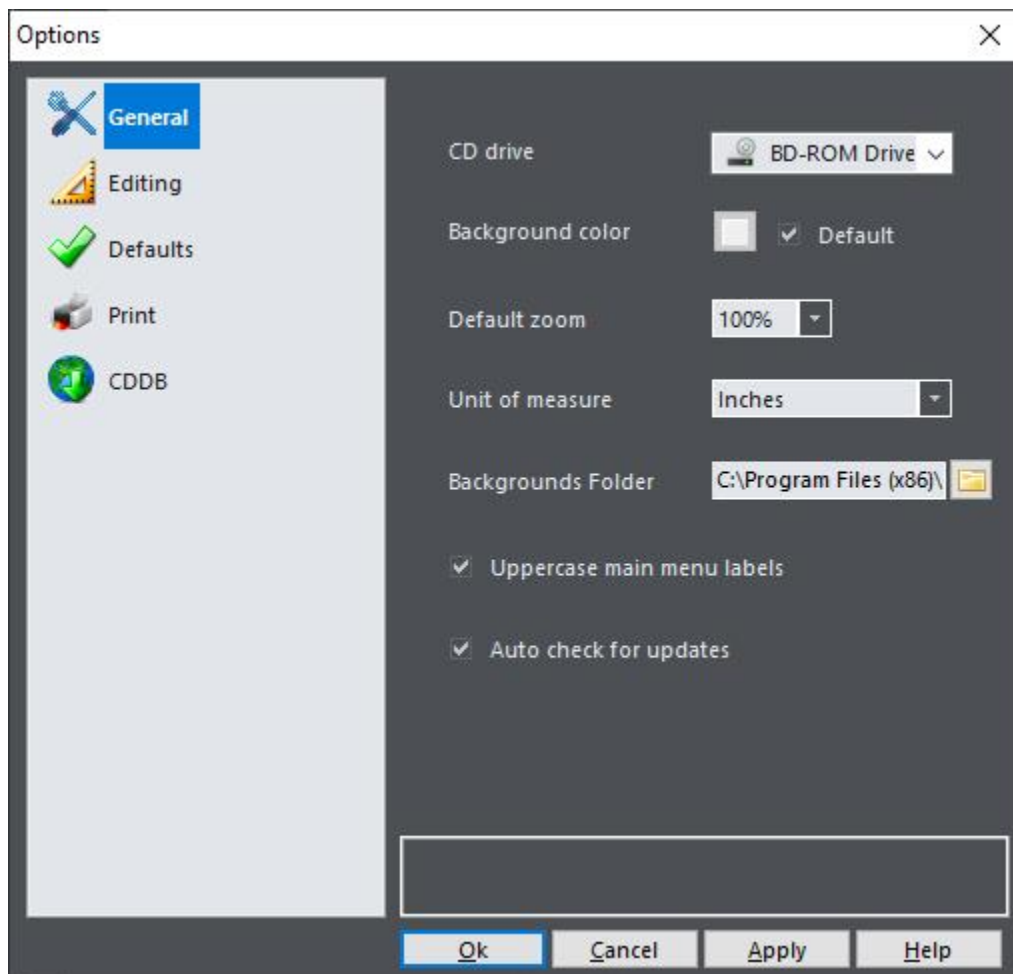 Options
General
Editing
Defaults
Print
CDDB
CD drive
BD-ROM Drive
Background color
Default
Default zoom
100%
Unit of measure
Inches
Backgrounds Folder
C:\Program Files (x86)\
Uppercase main menu labels
Auto check for updates
Ok
Cancel
Apply
Help